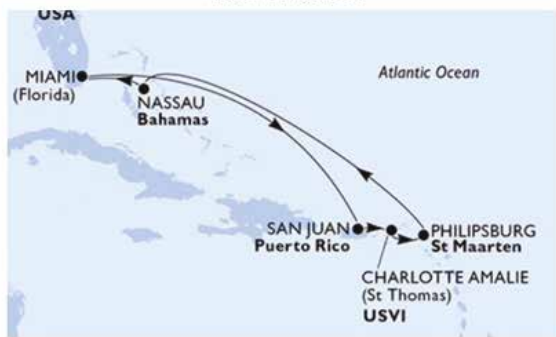 USA
MIAMI
(Florida)
NASSAU
Bahamas
Atlantic Ocean
SAN JUAN
Puerto Rico
PHILIPSBURG
St Maarten
CHARLOTTE AMALIE
(St Thomas)
USVI